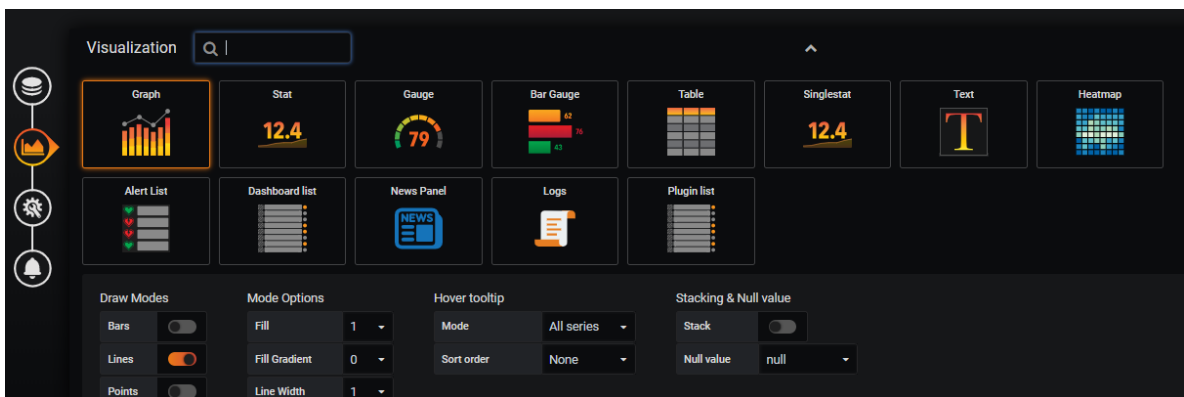 Visualization
Graph Stat Gauge Bar Gauge Table Singlestat Text Heatmap
12.4 79 62 76 43 12.4 T
Alert List Dashboard list News Panel Logs Plugin list
NEWS
Draw Modes Mode Options Hover tooltip Stacking & Null value
Bars Fill 1 Mode All series Stack
Lines Fill Gradient 0 Sort order None Null value null
Points Line Width 1